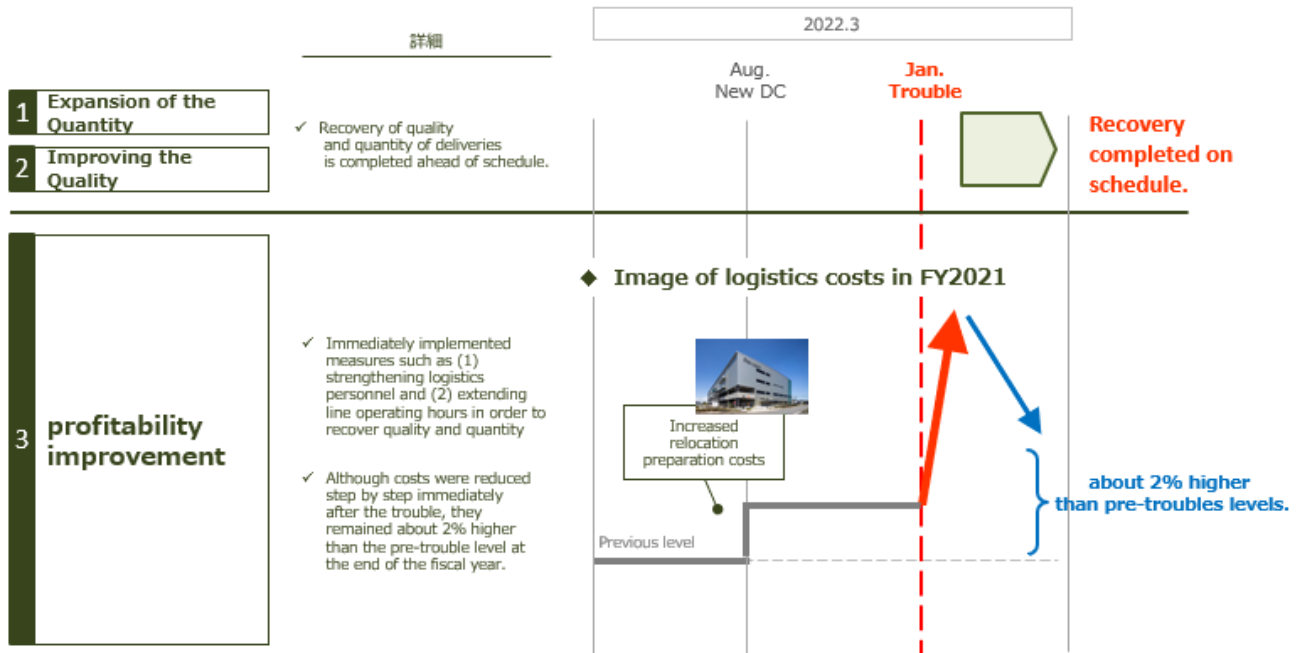 2022.3
詳細
Aug.
New DC
Jan.
Trouble
1
Expansion of the
Quantity
2
Improving the
Quality
✓ Recovery of quality
and quantity of deliveries
is completed ahead of schedule.
Recovery
completed on
schedule.
3
profitability
improvement
◆ Image of logistics costs in FY2021
✓ Immediately implemented
measures such as (1)
strengthening logistics
personnel and (2) extending
line operating hours in order to
recover quality and quantity
✓ Although costs were reduced
step by step immediately
after the trouble, they
remained about 2% higher
than the pre-trouble level at
the end of the fiscal year.
Increased
relocation
preparation costs
Previous level
about 2% higher
than pre-troubles levels.